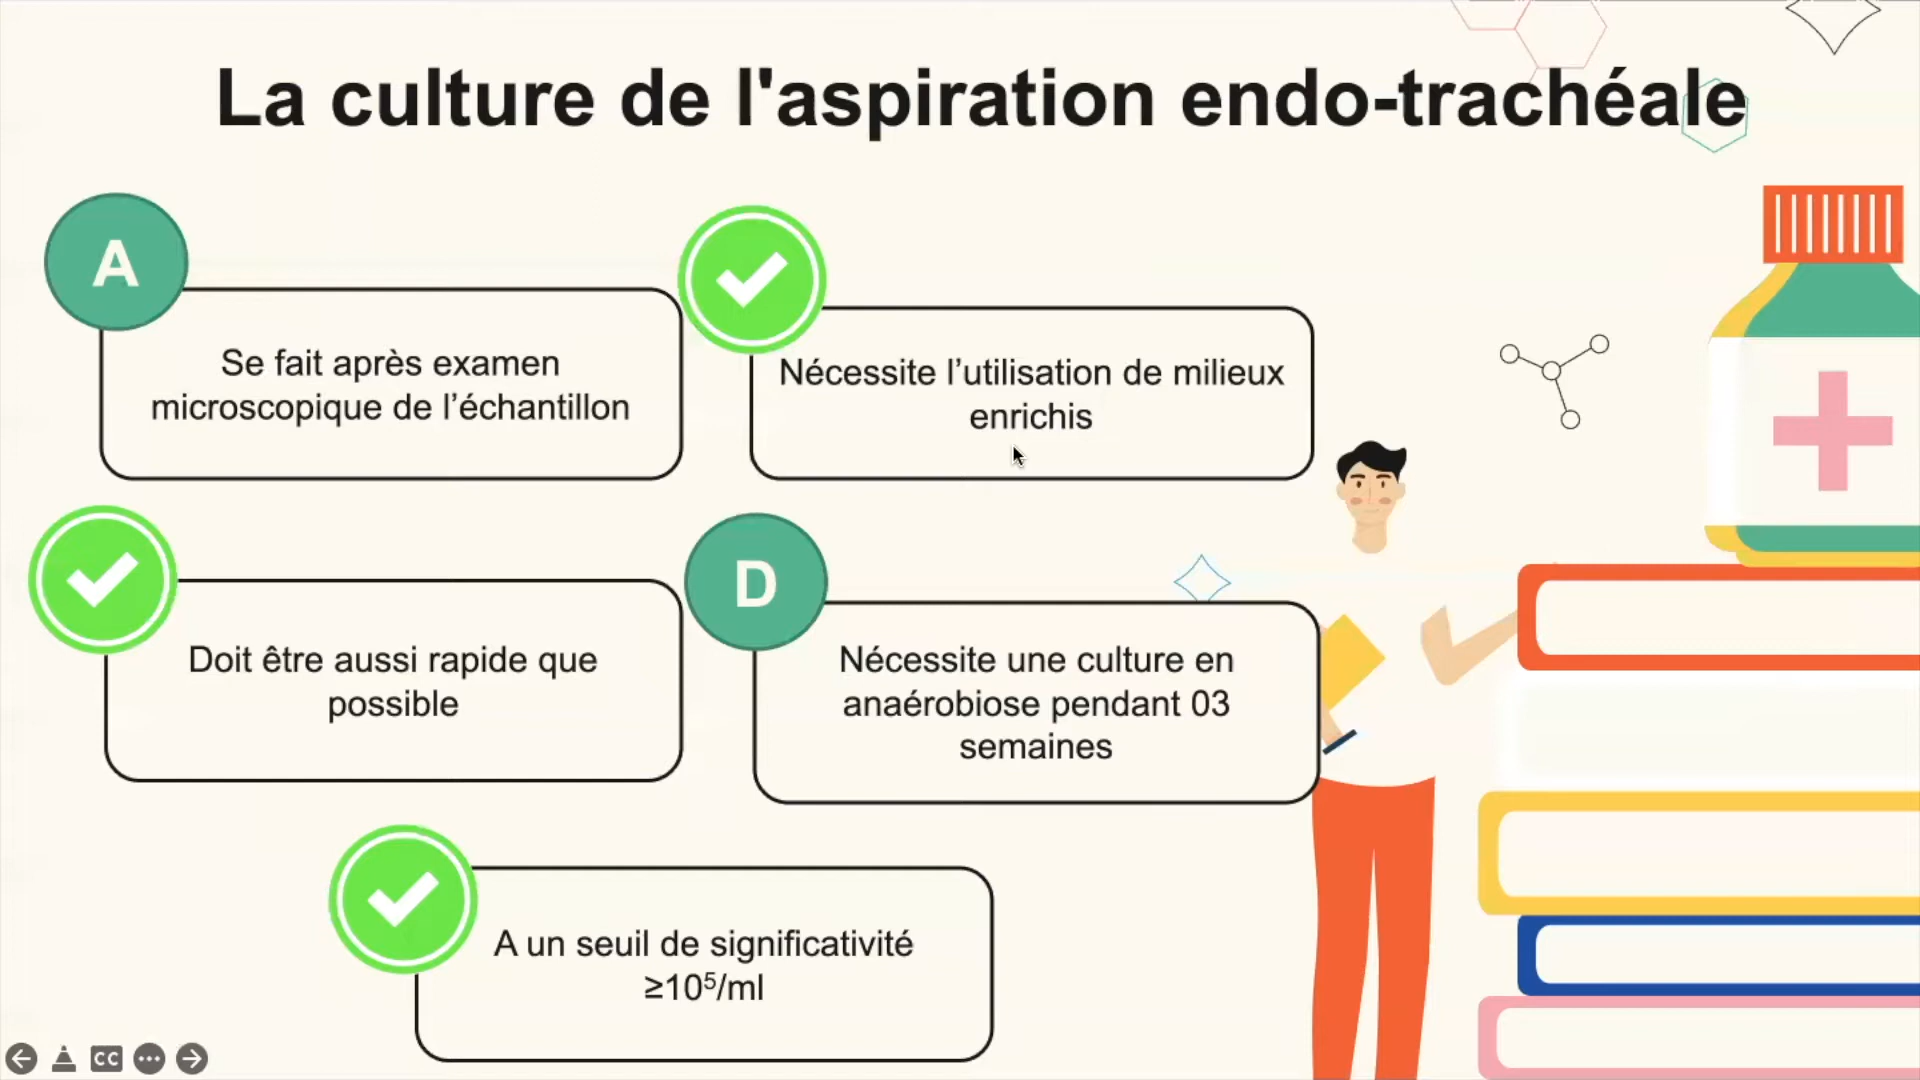 La culture de l'aspiration endo-trachéale
A
Se fait après examen
microscopique de l’échantillon
Nécessite l’utilisation de milieux
enrichis
Doit être aussi rapide que
possible
D
Nécessite une culture en
anaérobiose pendant 03
semaines
A un seuil de significativité
≥10⁵/ml
CC